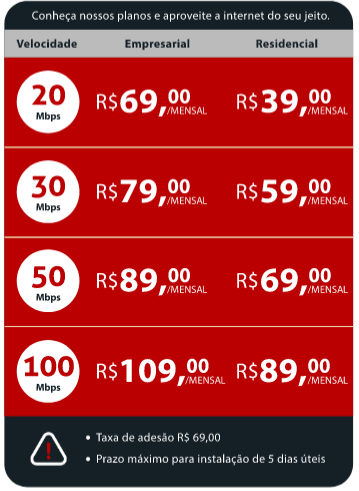 Conheça nossos planos e aproveite a internet do seu jeito.
Velocidade Empresarial Residencial
20 Mbps R$69,00/MENSAL R$39,00/MENSAL
30 Mbps R$79,00/MENSAL R$59,00/MENSAL
50 Mbps R$89,00/MENSAL R$69,00/MENSAL
100 Mbps R$109,00/MENSAL R$89,00/MENSAL
! • Taxa de adesão R$ 69,00
• Prazo máximo para instalação de 5 dias úteis